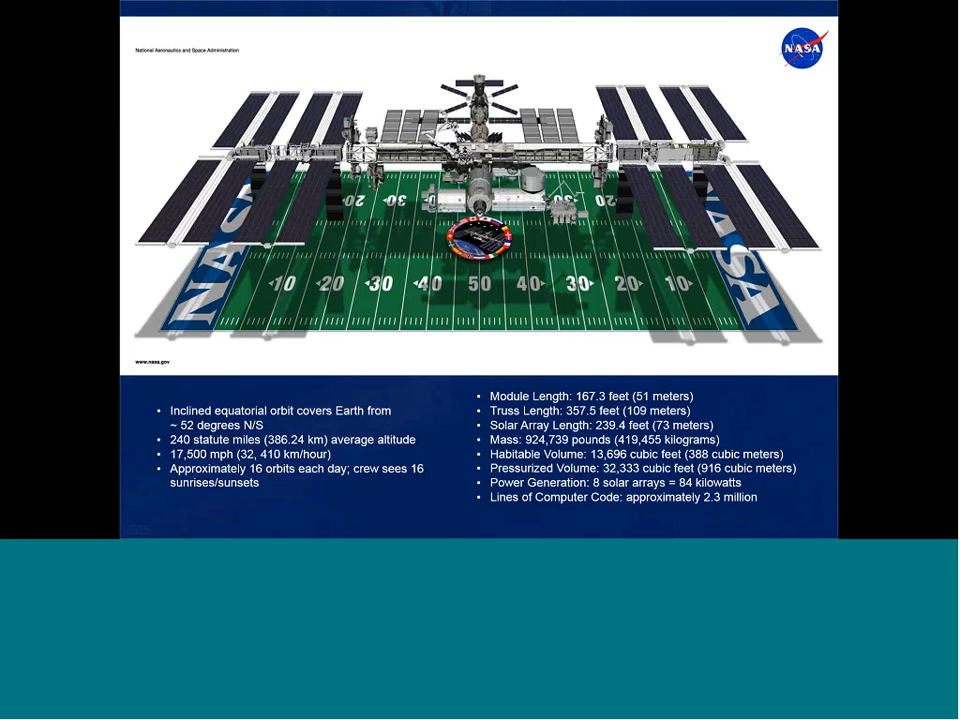 National Aeronautics and Space Administration
NASA
20 30 30 20
NASA NASA
10 20 30 40 50 40 30 20 10
www.nasa.gov
• Inclined equatorial orbit covers Earth from
~ 52 degrees N/S
• 240 statute miles (386.24 km) average altitude
• 17,500 mph (32, 410 km/hour)
• Approximately 16 orbits each day; crew sees 16
sunrises/sunsets
• Module Length: 167.3 feet (51 meters)
• Truss Length: 357.5 feet (109 meters)
• Solar Array Length: 239.4 feet (73 meters)
• Mass: 924,739 pounds (419,455 kilograms)
• Habitable Volume: 13,696 cubic feet (388 cubic meters)
• Pressurized Volume: 32,333 cubic feet (916 cubic meters)
• Power Generation: 8 solar arrays = 84 kilowatts
• Lines of Computer Code: approximately 2.3 million